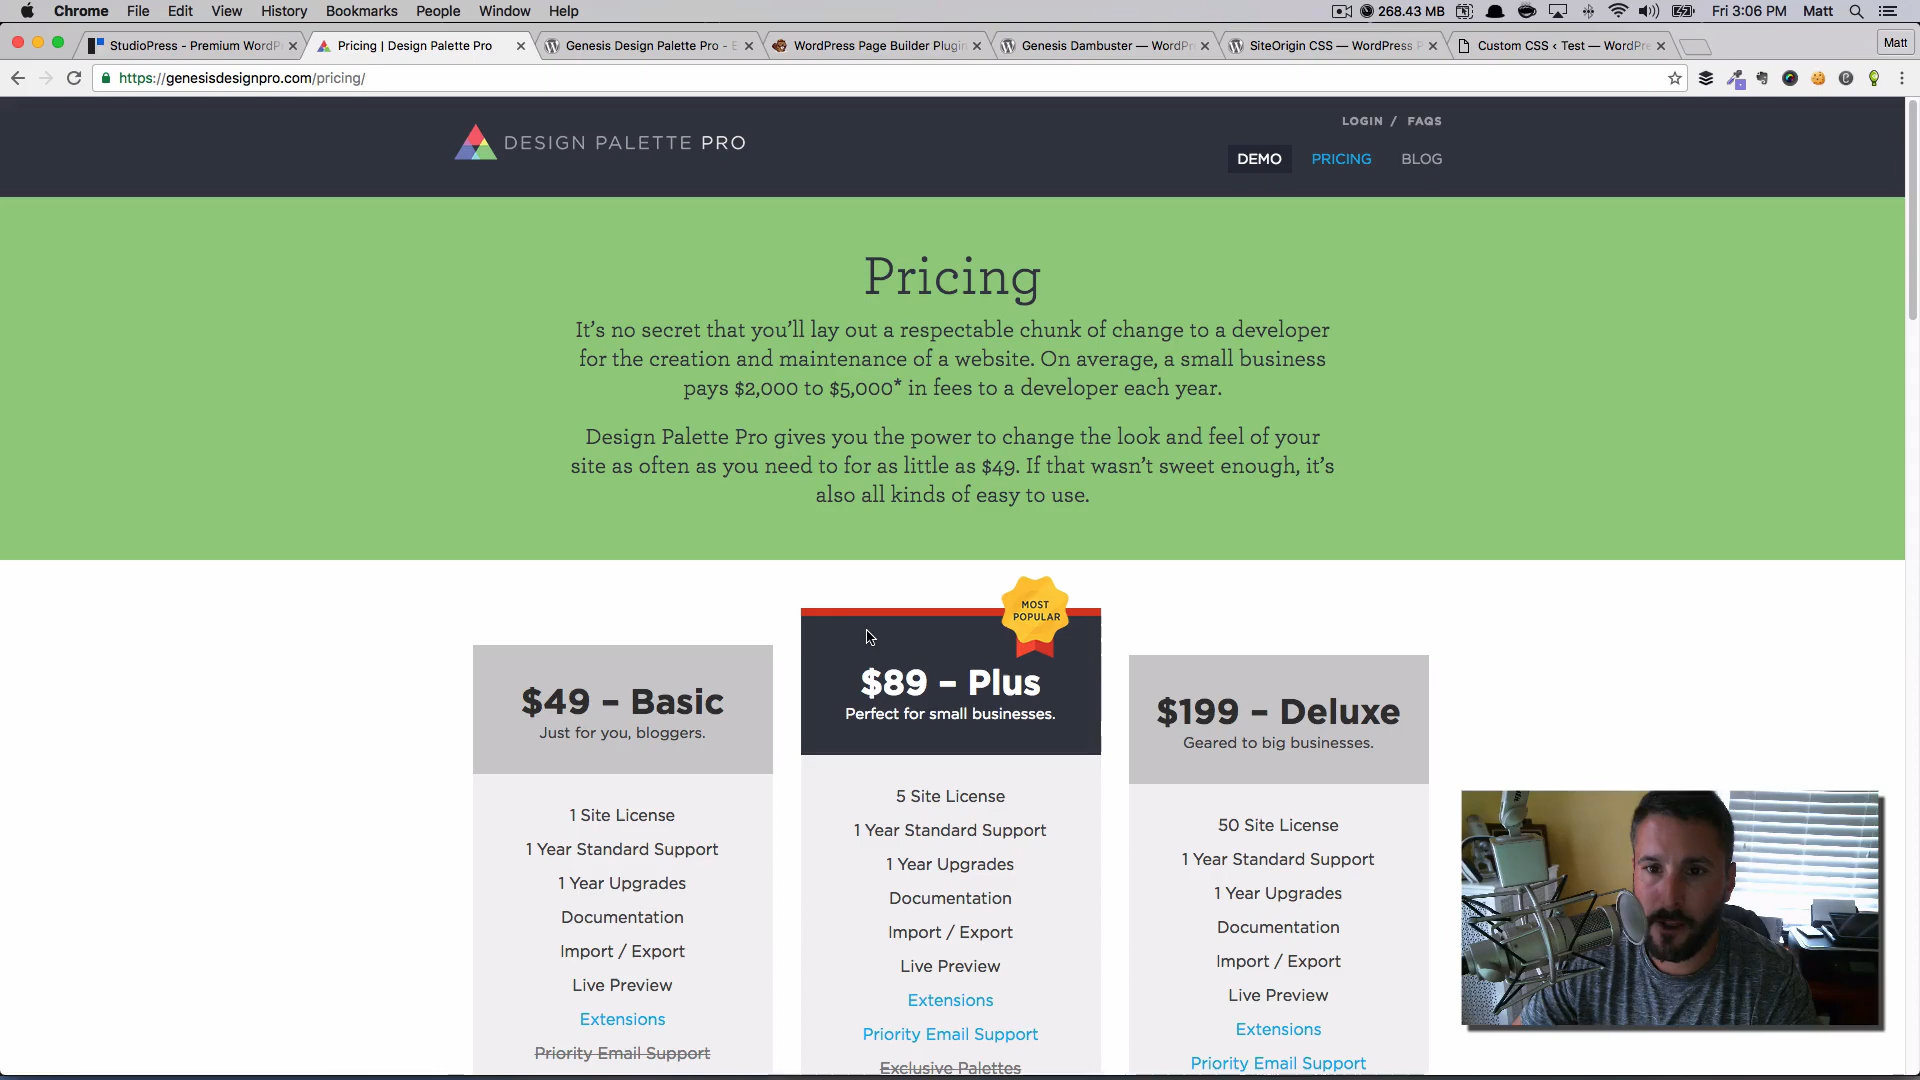 Chrome File Edit View History Bookmarks People Window Help
268.43 MB Fri 3:06 PM Matt
StudioPress - Premium WordP
Pricing | Design Palette Pro
Genesis Design Palette Pro - E
WordPress Page Builder Plugin
Genesis Dambuster — WordPr
SiteOrigin CSS — WordPress P
Custom CSS ‹ Test — WordPre
Matt
https://genesisdesignpro.com/pricing/
LOGIN / FAQS
DESIGN PALETTE PRO
DEMO PRICING BLOG
Pricing
It's no secret that you'll lay out a respectable chunk of change to a developer
for the creation and maintenance of a website. On average, a small business
pays $2,000 to $5,000* in fees to a developer each year.
Design Palette Pro gives you the power to change the look and feel of your
site as often as you need to for as little as $49. If that wasn't sweet enough, it's
also all kinds of easy to use.
$49 – Basic
Just for you, bloggers.
1 Site License
1 Year Standard Support
1 Year Upgrades
Documentation
Import / Export
Live Preview
Extensions
Priority Email Support
MOST
POPULAR
$89 – Plus
Perfect for small businesses.
5 Site License
1 Year Standard Support
1 Year Upgrades
Documentation
Import / Export
Live Preview
Extensions
Priority Email Support
Exclusive Palettes
$199 – Deluxe
Geared to big businesses.
50 Site License
1 Year Standard Support
1 Year Upgrades
Documentation
Import / Export
Live Preview
Extensions
Priority Email Support